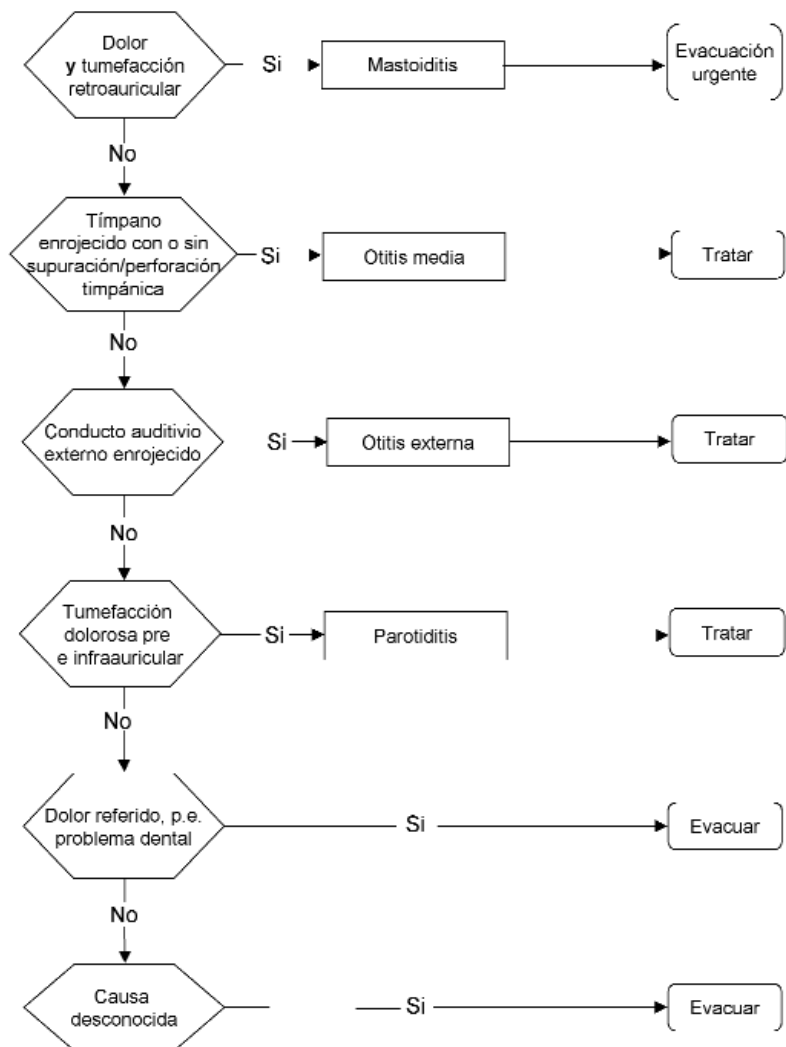 Dolor
y tumefacción
retroauricular
Si
Mastoiditis
Evacuación
urgente
No
Tímpano
enrojecido con o sin
supuración/perforación
timpánica
Si
Otitis media
Tratar
No
Conducto auditivio
externo enrojecido
Si
Otitis externa
Tratar
No
Tumefacción
dolorosa pre
e infraauricular
Si
Parotiditis
Tratar
No
Dolor referido, p.e.
problema dental
Si
Evacuar
No
Causa
desconocida
Si
Evacuar